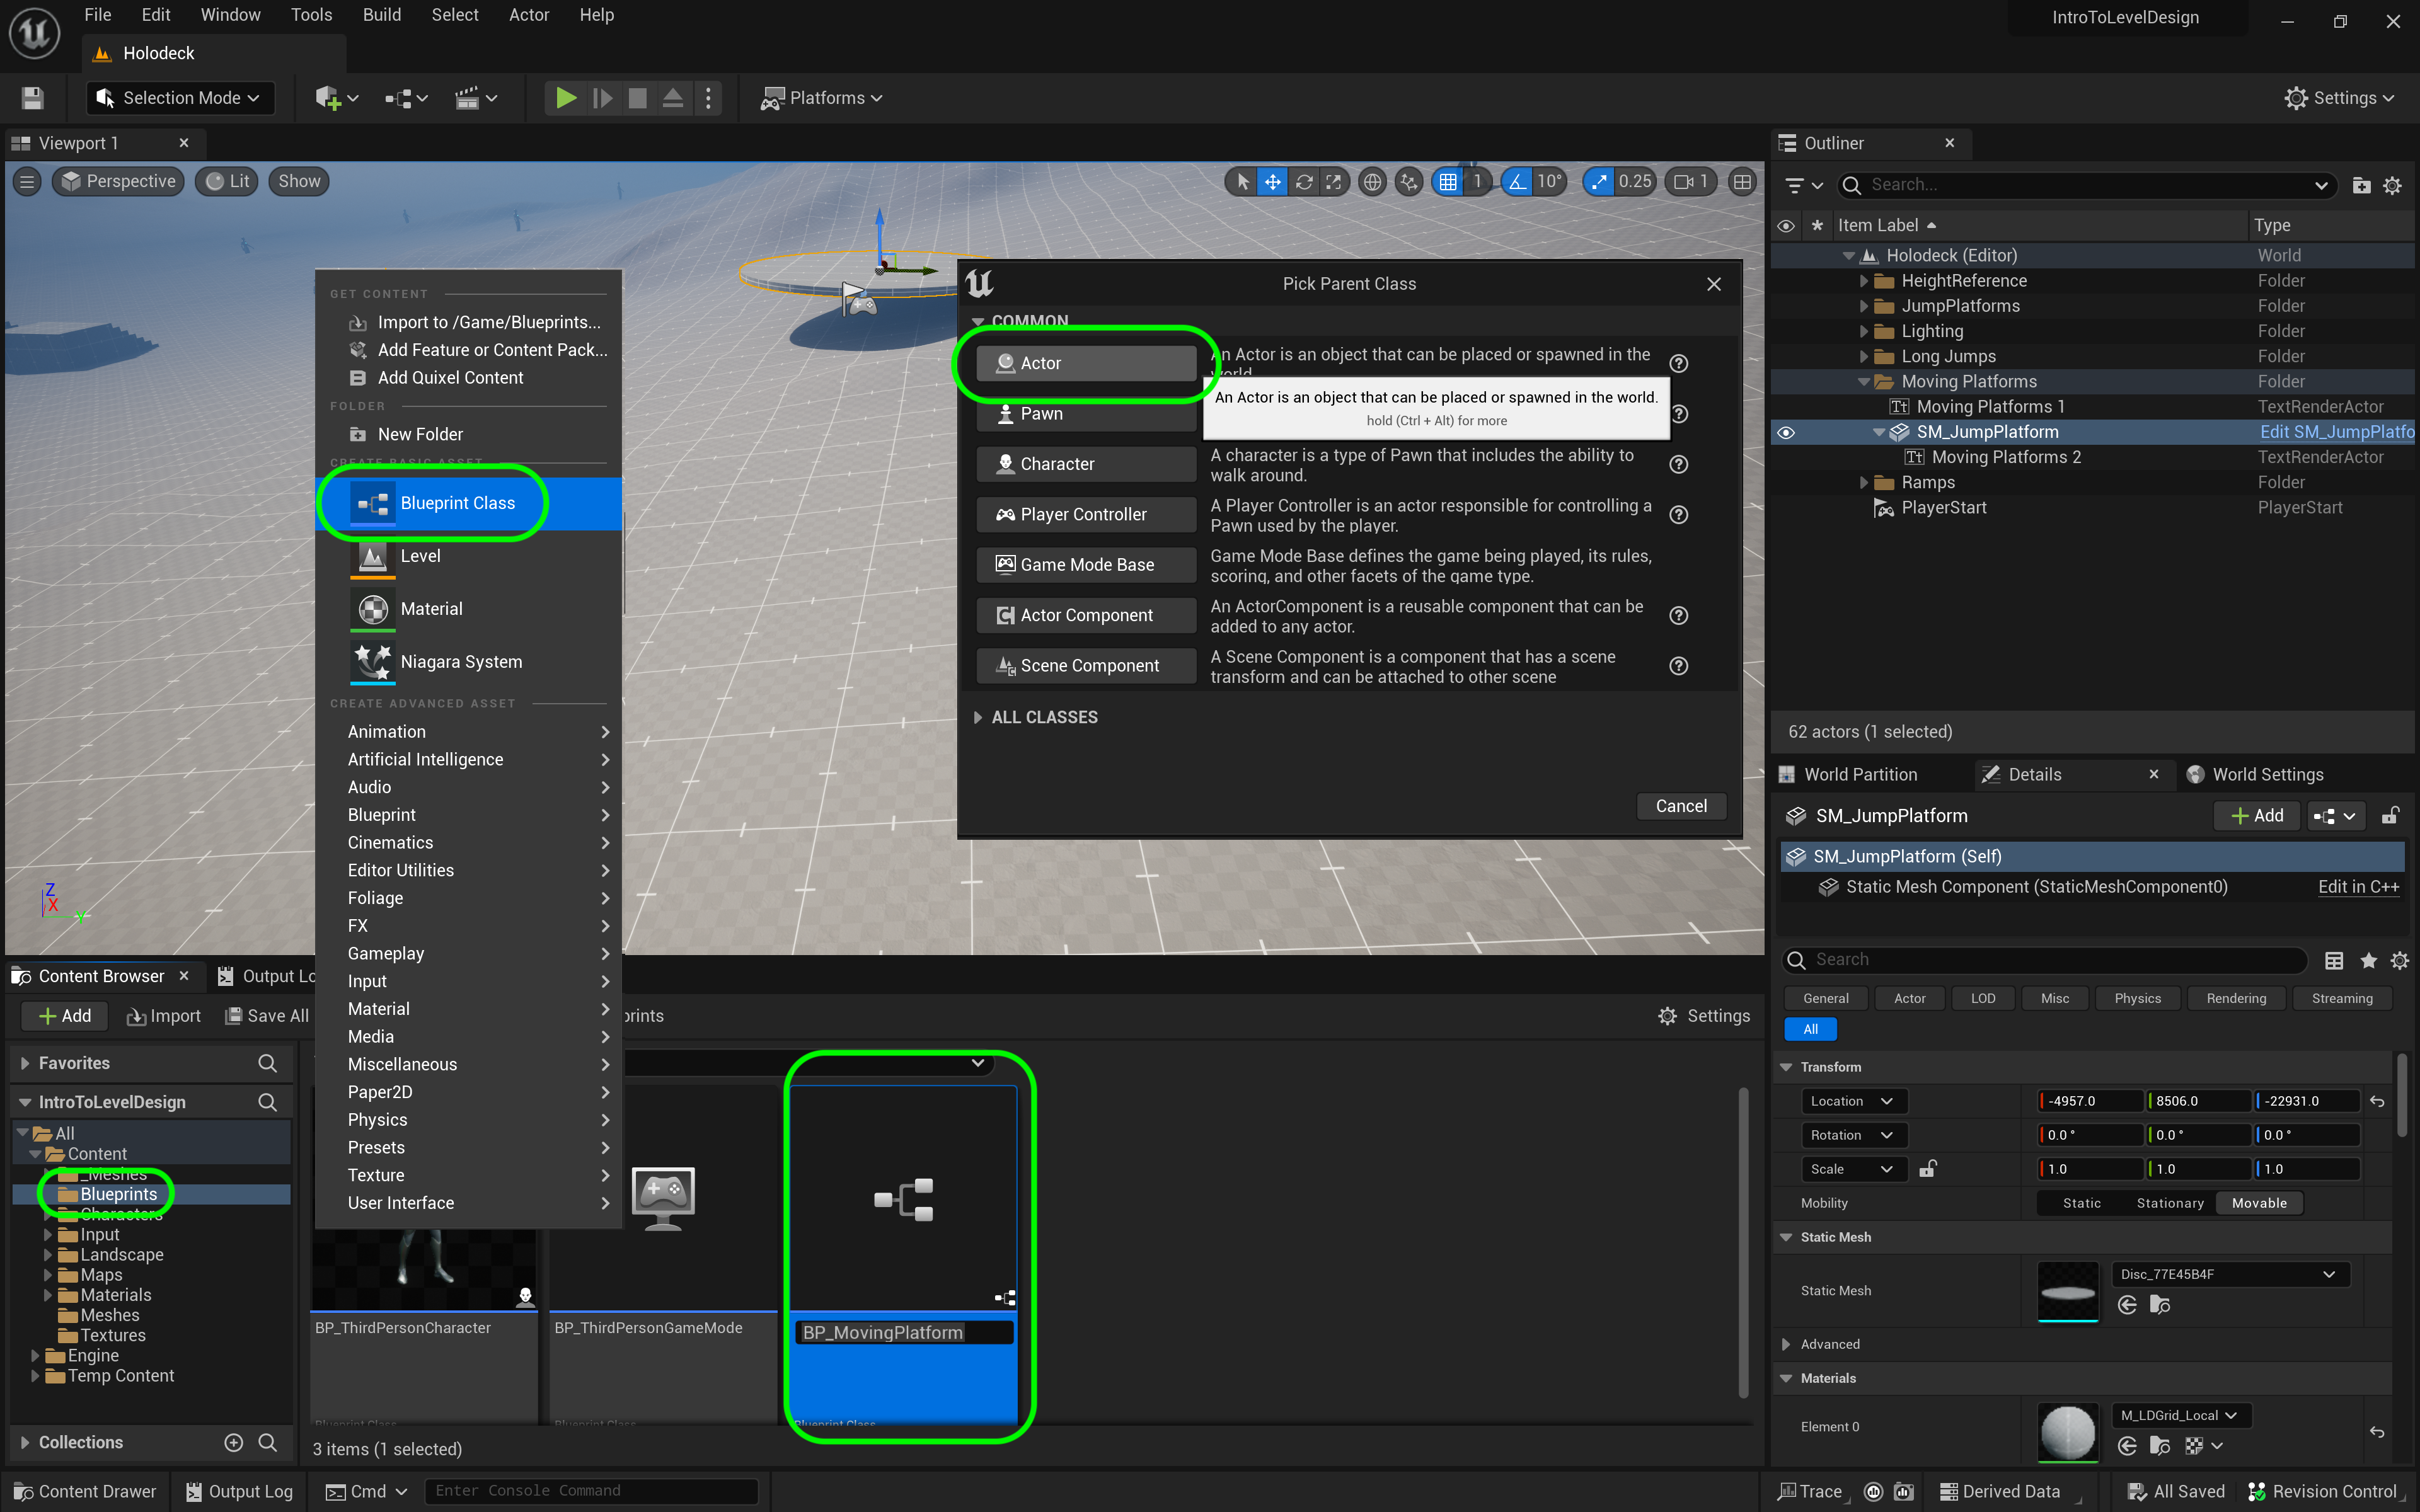 File Edit Window Tools Build Select Actor Help
IntroToLevelDesign
Holodeck
Selection Mode
Platforms
Settings
Viewport 1
Perspective Lit Show
1 10° 0.25 1
GET CONTENT
Import to /Game/Blueprints...
Add Feature or Content Pack...
Add Quixel Content
FOLDER
New Folder
CREATE BASIC ASSET
Blueprint Class
Level
Material
Niagara System
CREATE ADVANCED ASSET
Animation
Artificial Intelligence
Audio
Blueprint
Cinematics
Editor Utilities
Foliage
FX
Gameplay
Input
Material
Media
Miscellaneous
Paper2D
Physics
Presets
Texture
User Interface
Pick Parent Class
COMMON
Actor
An Actor is an object that can be placed or spawned in the
world.
An Actor is an object that can be placed or spawned in the world.
hold (Ctrl + Alt) for more
Pawn
Character
A character is a type of Pawn that includes the ability to
walk around.
Player Controller
A Player Controller is an actor responsible for controlling a
Pawn used by the player.
Game Mode Base
Game Mode Base defines the game being played, its rules,
scoring, and other facets of the game type.
Actor Component
An ActorComponent is a reusable component that can be
added to any actor.
Scene Component
A Scene Component is a component that has a scene
transform and can be attached to other scene
ALL CLASSES
Cancel
Z
X
Y
Outliner
Search...
Item Label Type
Holodeck (Editor) World
HeightReference Folder
JumpPlatforms Folder
Lighting Folder
Long Jumps Folder
Moving Platforms Folder
Moving Platforms 1 TextRenderActor
SM_JumpPlatform Edit SM_JumpPlatfo
Moving Platforms 2 TextRenderActor
Ramps Folder
PlayerStart PlayerStart
62 actors (1 selected)
World Partition Details World Settings
SM_JumpPlatform Add
SM_JumpPlatform (Self)
Static Mesh Component (StaticMeshComponent0) Edit in C++
Search
General Actor LOD Misc Physics Rendering Streaming
All
Transform
Location -4957.0 8506.0 -22931.0
Rotation 0.0 ° 0.0 ° 0.0 °
Scale 1.0 1.0 1.0
Mobility Static Stationary Movable
Static Mesh
Static Mesh Disc_77E45B4F
Advanced
Materials
Element 0 M_LDGrid_Local
Content Browser Output Lo
Add Import Save All prints Settings
Favorites
IntroToLevelDesign
All
Content
_Meshes
Blueprints
Characters
Input
Landscape
Maps
Materials
Meshes
Textures
Engine
Temp Content
Collections
BP_ThirdPersonCharacter
Blueprint Class
BP_ThirdPersonGameMode
Blueprint Class
BP_MovingPlatform
Blueprint Class
3 items (1 selected)
Content Drawer Output Log Cmd Enter Console Command
Trace Derived Data All Saved Revision Control